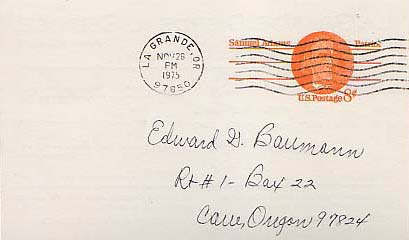 LA GRANDE, OR
NOV 26
PM
1975
97850
Samuel Adams Patriot
U.S. Postage 8¢
Edward G. Baumann
Rt # 1 - Box 22
Cove, Oregon 97824